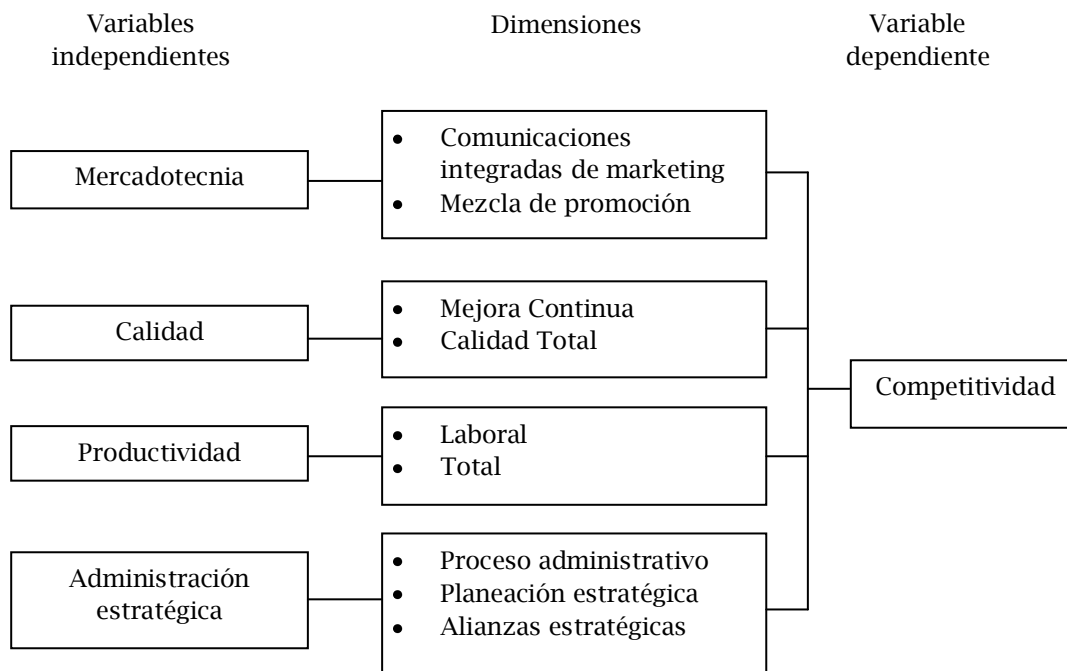 Variables
independientes
Dimensiones
Variable
dependiente
Mercadotecnia
• Comunicaciones
integradas de marketing
• Mezcla de promoción
Calidad
• Mejora Continua
• Calidad Total
Productividad
• Laboral
• Total
Administración
estratégica
• Proceso administrativo
• Planeación estratégica
• Alianzas estratégicas
Competitividad